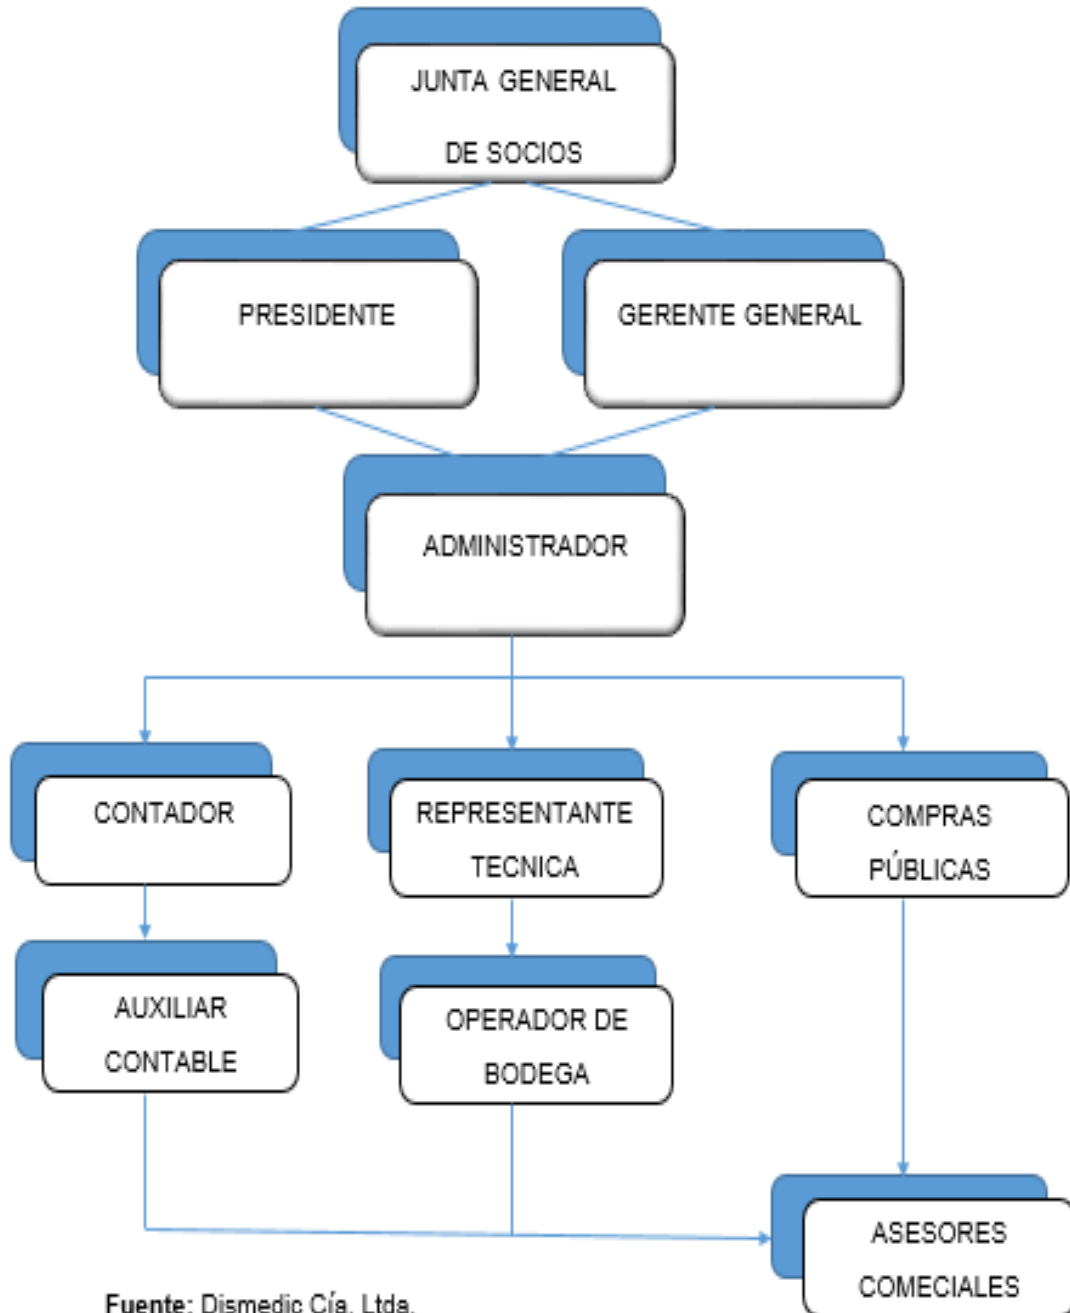 JUNTA GENERAL
DE SOCIOS
PRESIDENTE
GERENTE GENERAL
ADMINISTRADOR
CONTADOR
REPRESENTANTE
TECNICA
COMPRAS
PÚBLICAS
AUXILIAR
CONTABLE
OPERADOR DE
BODEGA
ASESORES
COMECIALES
Fuente: Dismedic Cía. Ltda.